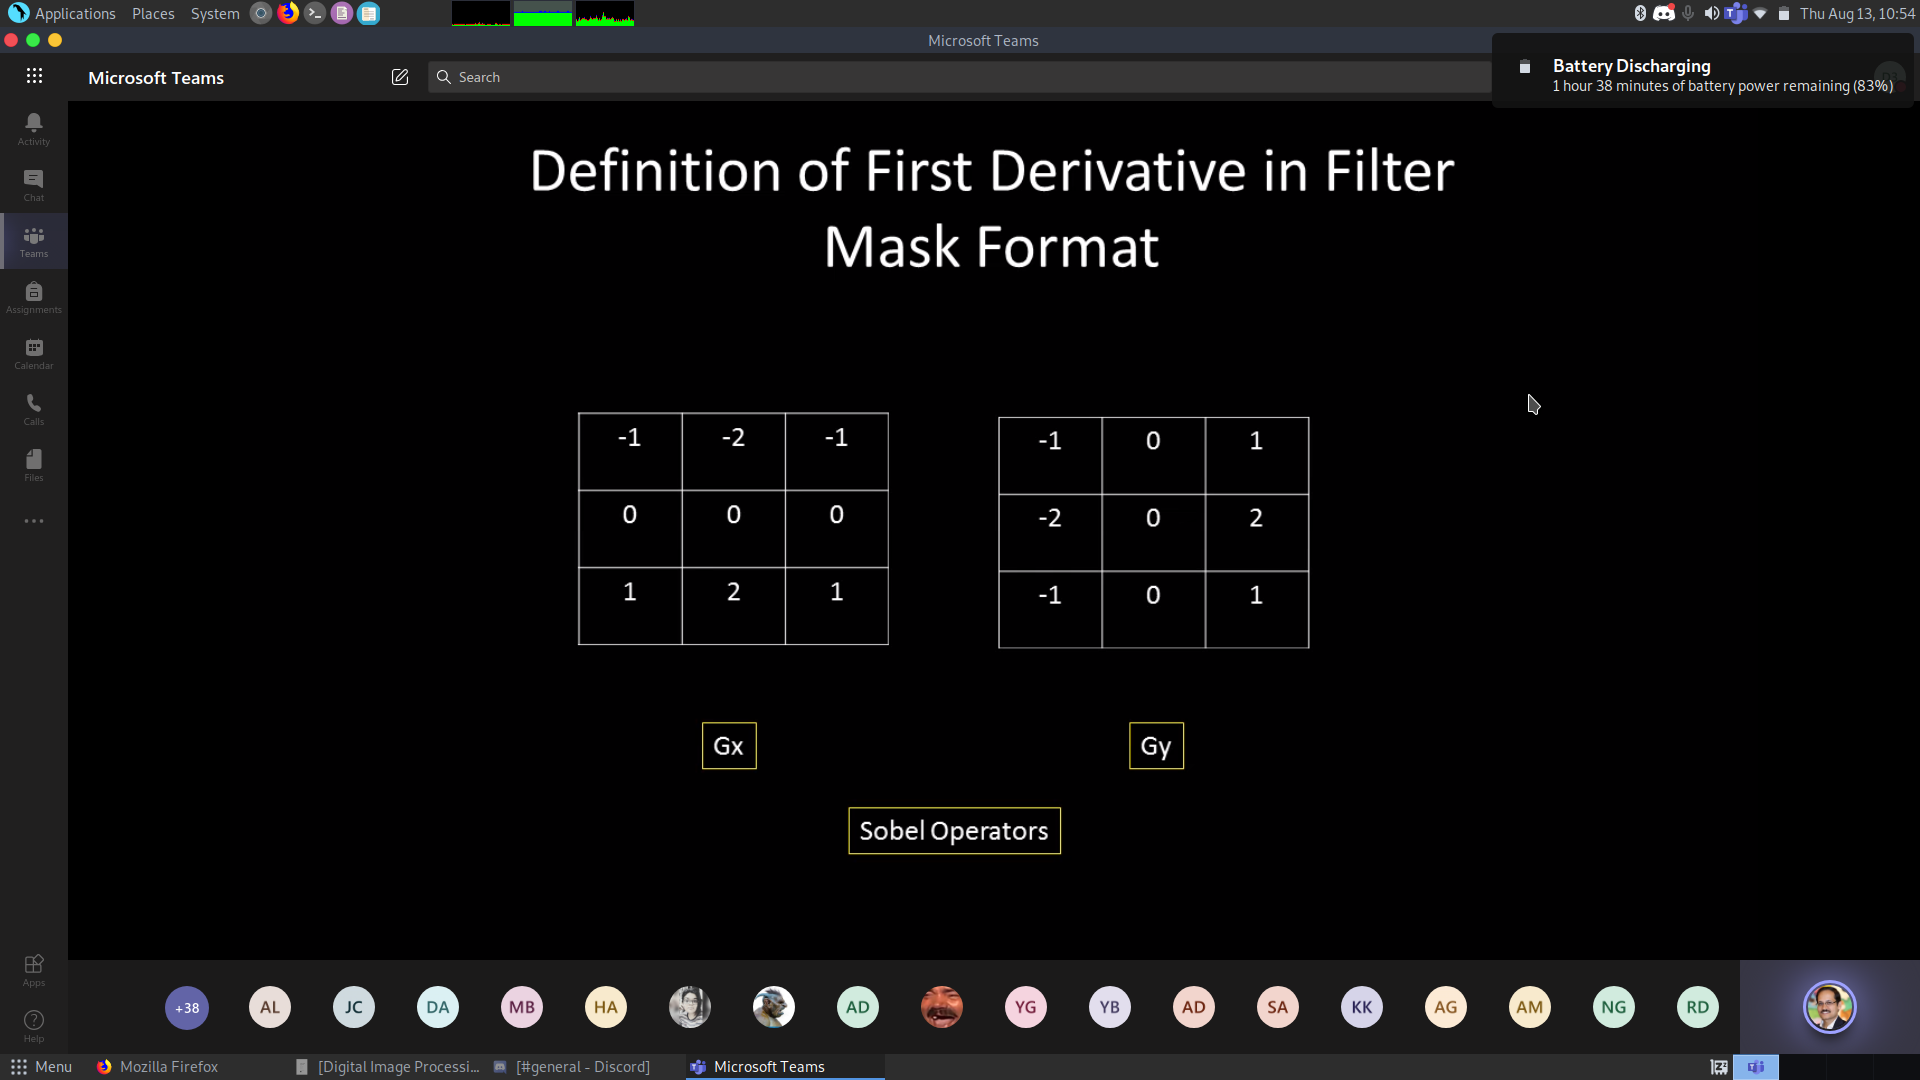 Applications Places System
Thu Aug 13, 10:54
Microsoft Teams
Microsoft Teams
Search
Battery Discharging
1 hour 38 minutes of battery power remaining (83%)
Activity
Chat
Teams
Assignments
Calendar
Calls
Files
Apps
Help
Definition of First Derivative in Filter
Mask Format
-1 -2 -1
0 0 0
1 2 1
-1 0 1
-2 0 2
-1 0 1
Gx
Gy
Sobel Operators
+38 AL JC DA MB HA AD YG YB AD SA KK AG AM NG RD
Menu Mozilla Firefox [Digital Image Processi... [#general - Discord] Microsoft Teams